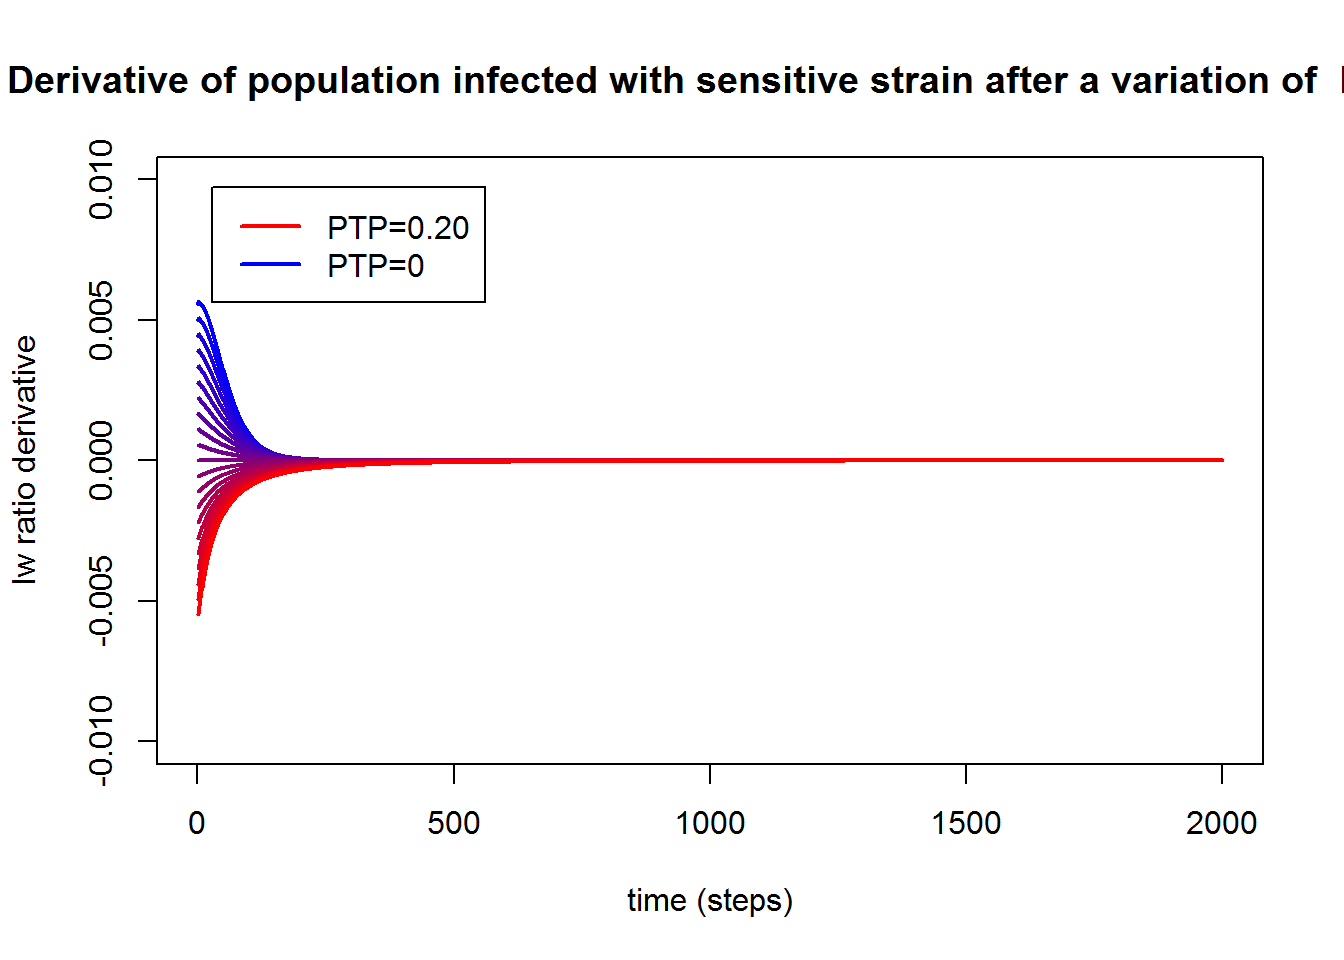 Derivative of population infected with sensitive strain after a variation of
PTP=0.20
PTP=0
Iw ratio derivative
0.010
0.005
0.000
-0.005
-0.010
0 500 1000 1500 2000
time (steps)